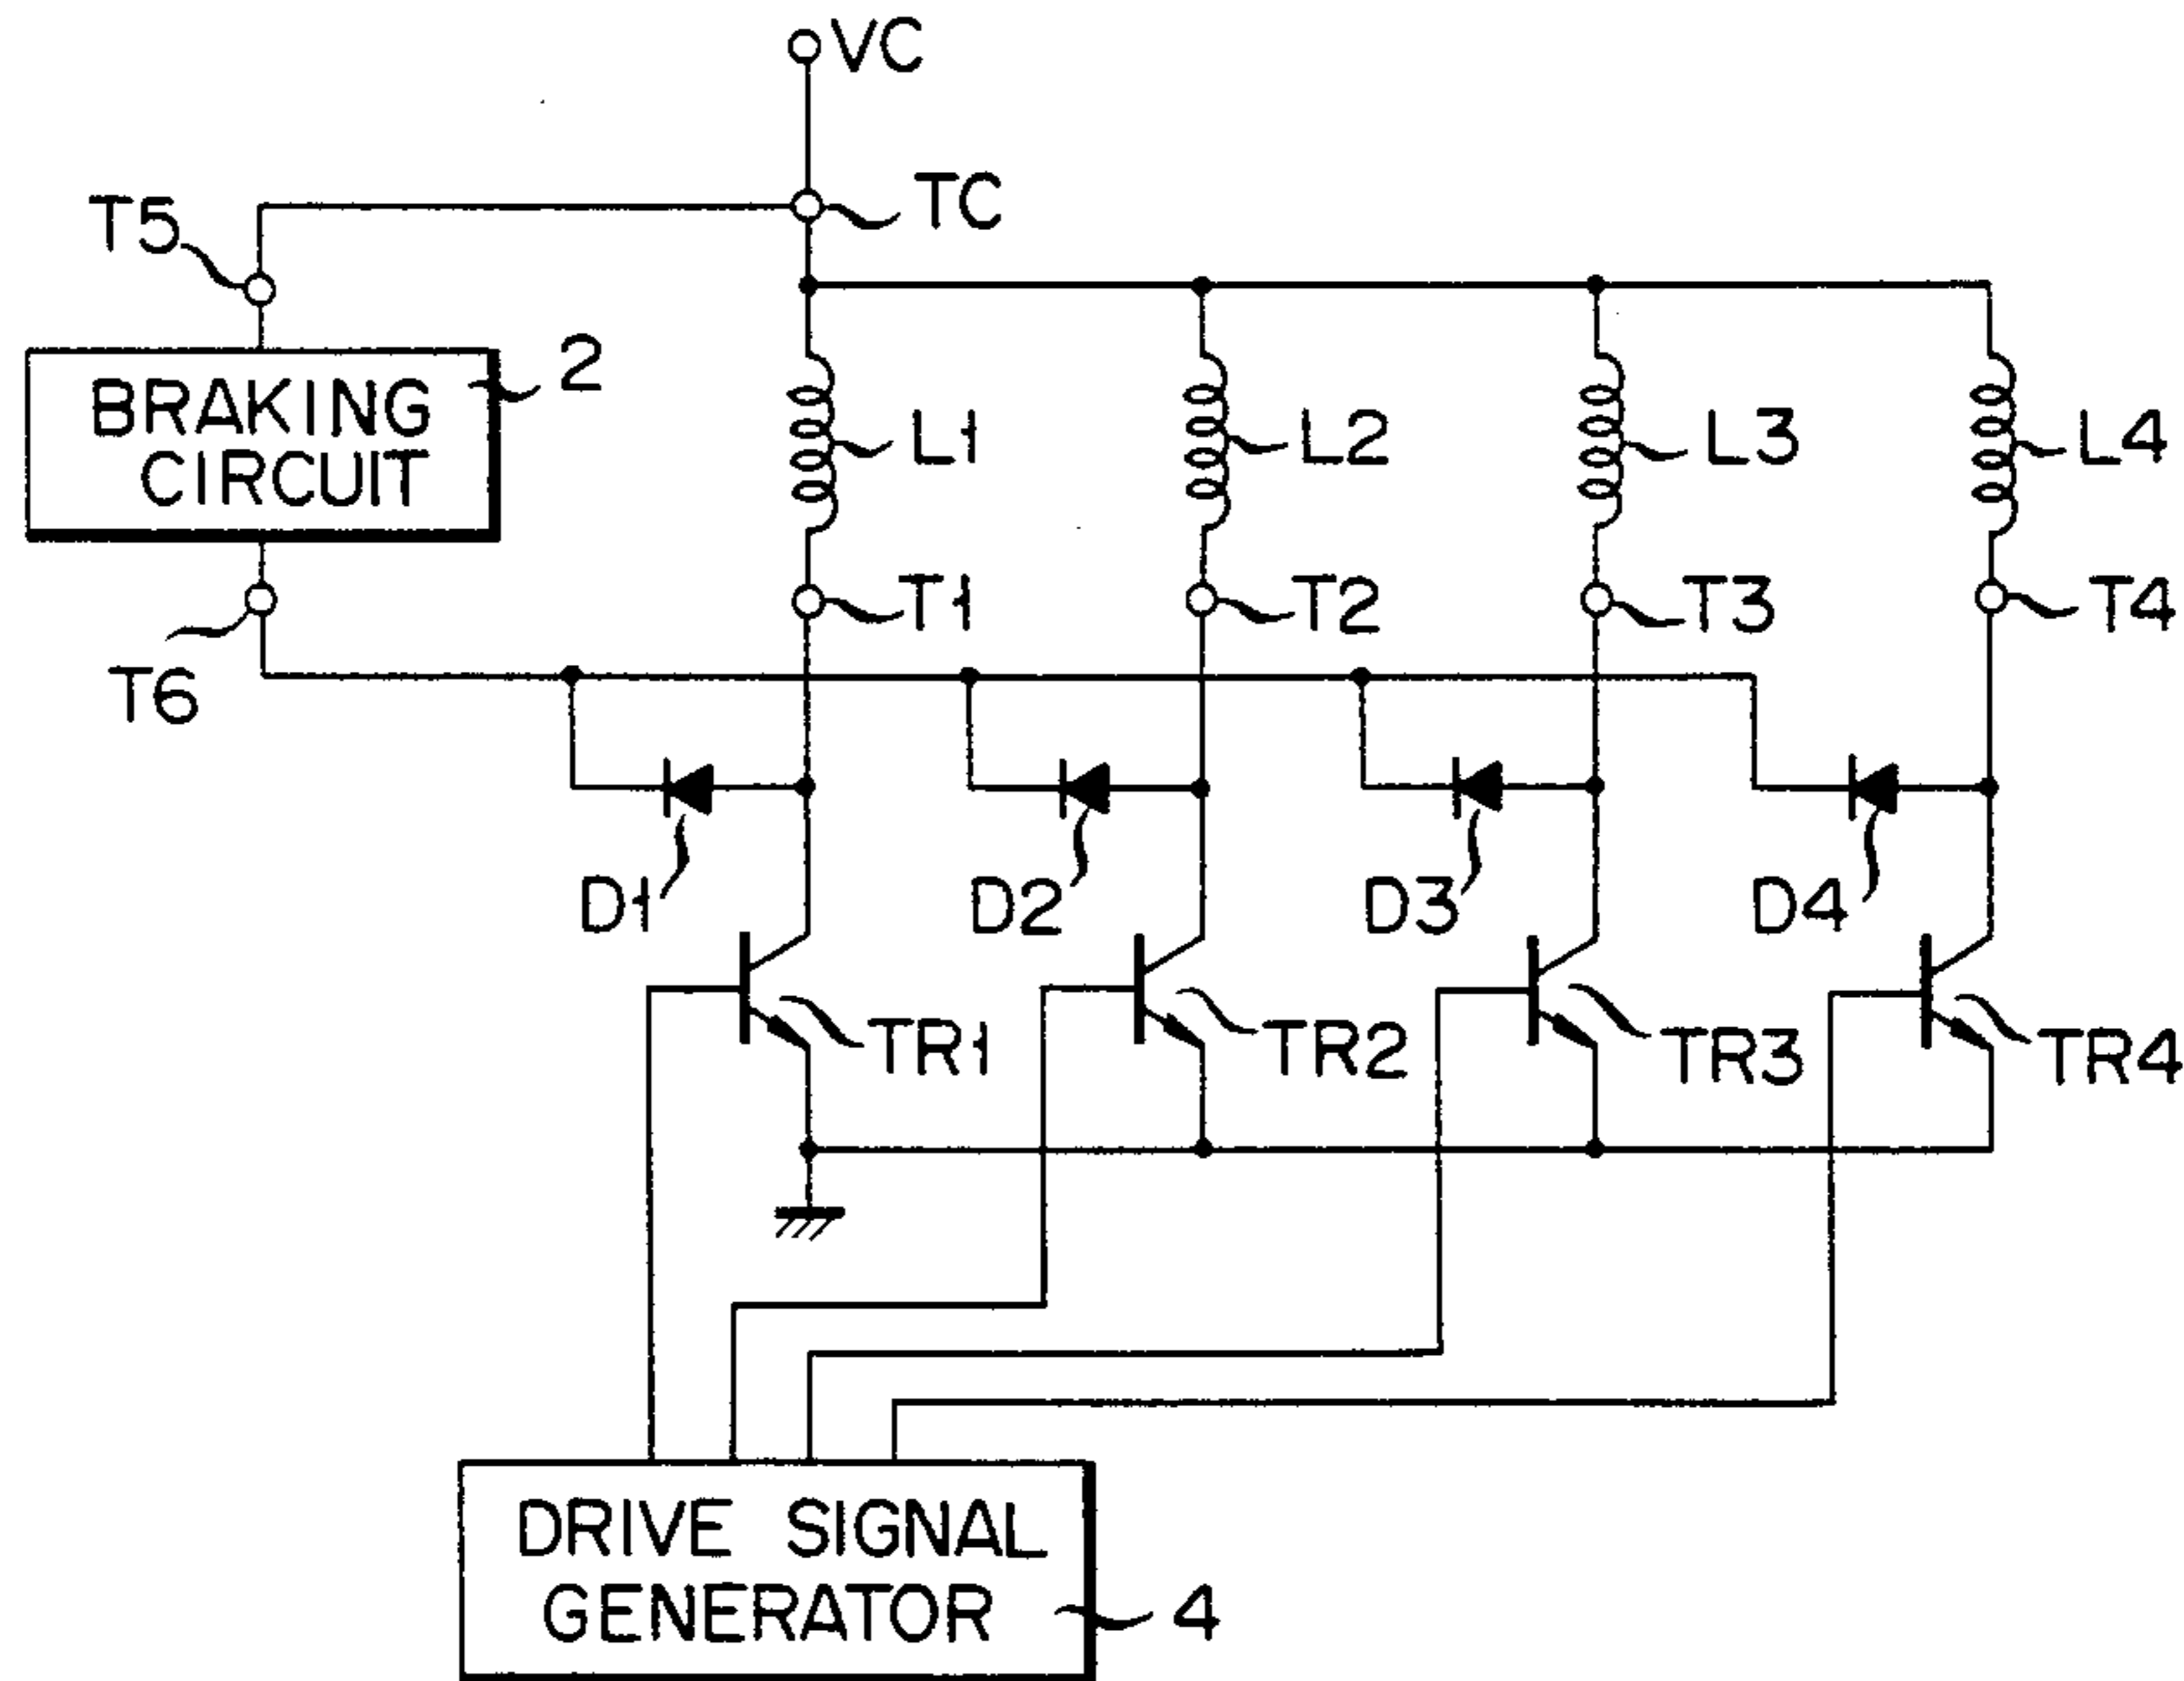 VC
TC
T5
2
BRAKING
CIRCUIT
L1
L2
L3
L4
T1
T2
T3
T4
T6
D1
D2
D3
D4
TR1
TR2
TR3
TR4
DRIVE SIGNAL
GENERATOR
4